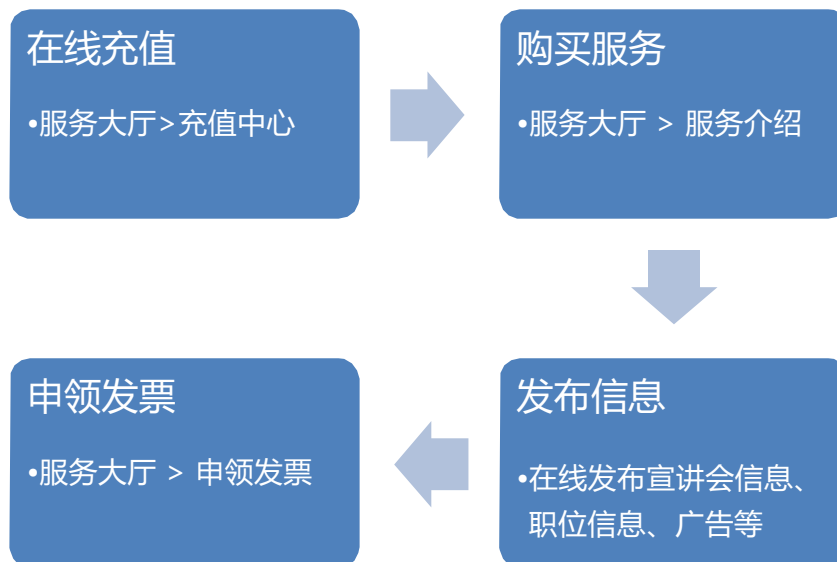 在线充值
•服务大厅>充值中心
购买服务
•服务大厅 > 服务介绍
发布信息
•在线发布宣讲会信息、
职位信息、广告等
申领发票
•服务大厅 > 申领发票